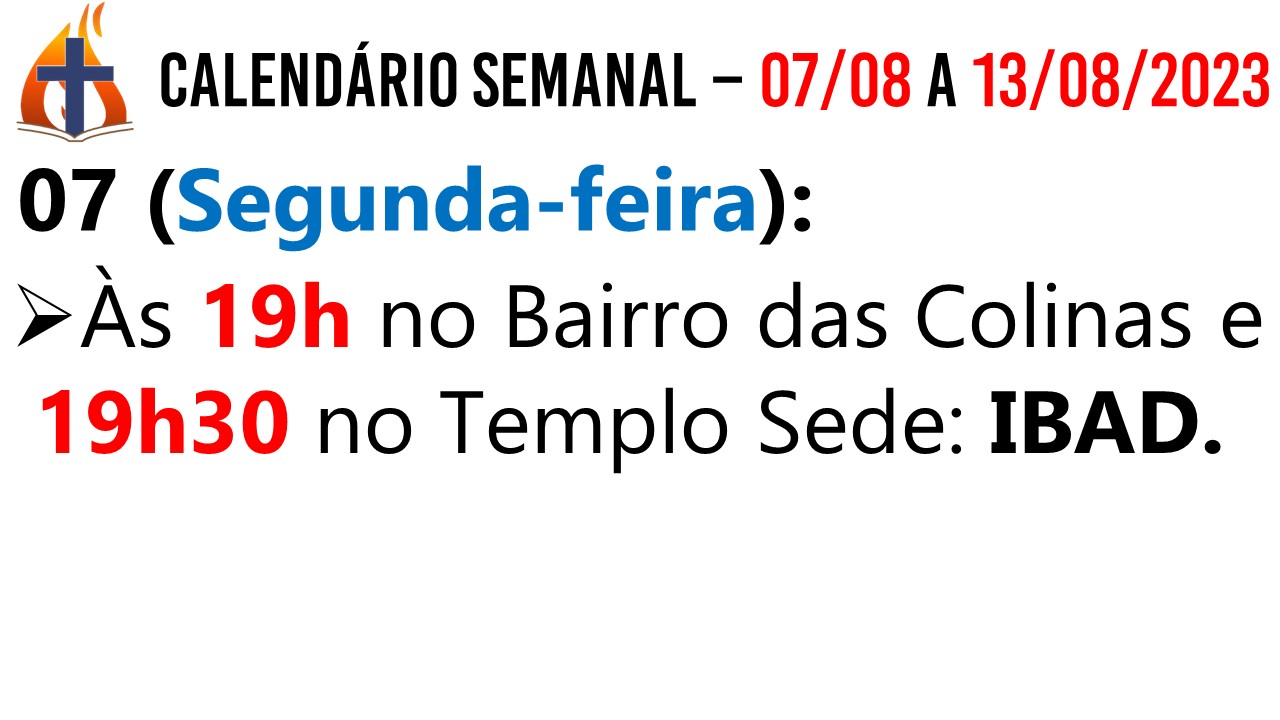 CALENDÁRIO SEMANAL – 07/08 A 13/08/2023
07 (Segunda-feira):
➢Às 19h no Bairro das Colinas e
19h30 no Templo Sede: IBAD.